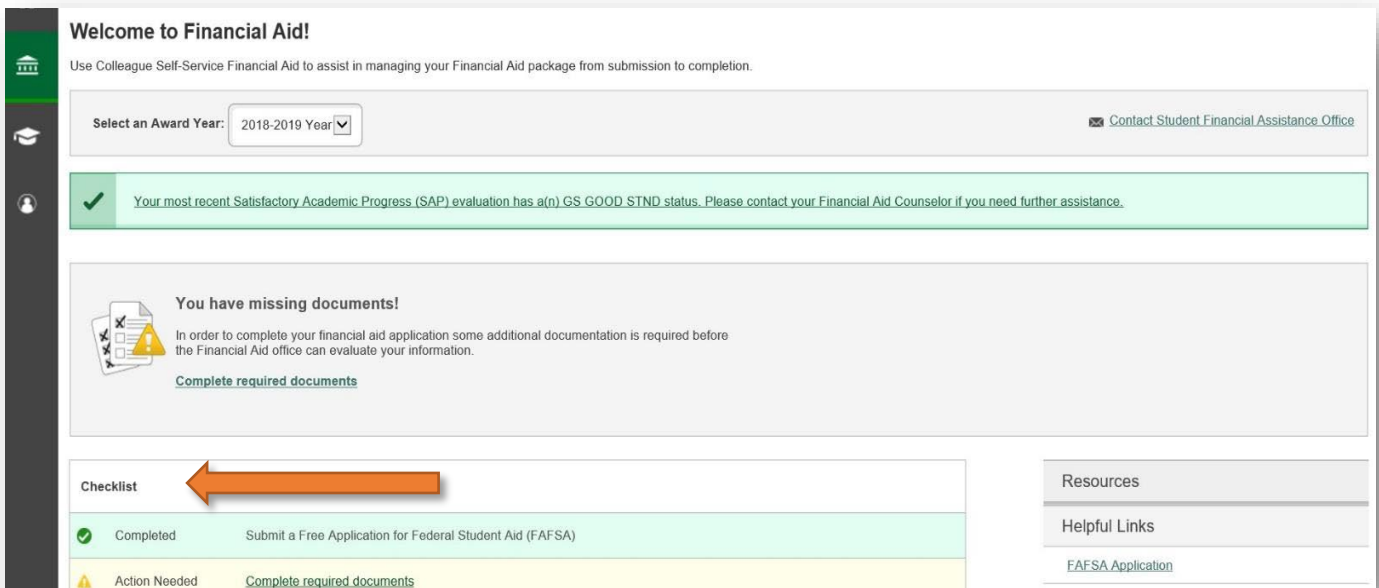 Welcome to Financial Aid!
Use Colleague Self-Service Financial Aid to assist in managing your Financial Aid package from submission to completion.
Select an Award Year: 2018-2019 Year
Contact Student Financial Assistance Office
Your most recent Satisfactory Academic Progress (SAP) evaluation has a(n) GS GOOD STND status. Please contact your Financial Aid Counselor if you need further assistance.
You have missing documents!
In order to complete your financial aid application some additional documentation is required before
the Financial Aid office can evaluate your information.
Complete required documents
Checklist
Completed Submit a Free Application for Federal Student Aid (FAFSA)
Action Needed Complete required documents
Resources
Helpful Links
FAFSA Application